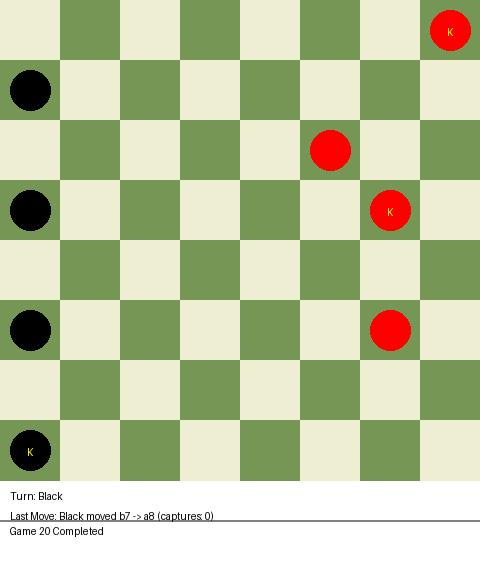 K
K
K
Turn: Black
Last Move: Black moved b7 -> a8 (captures: 0)
Game 20 Completed